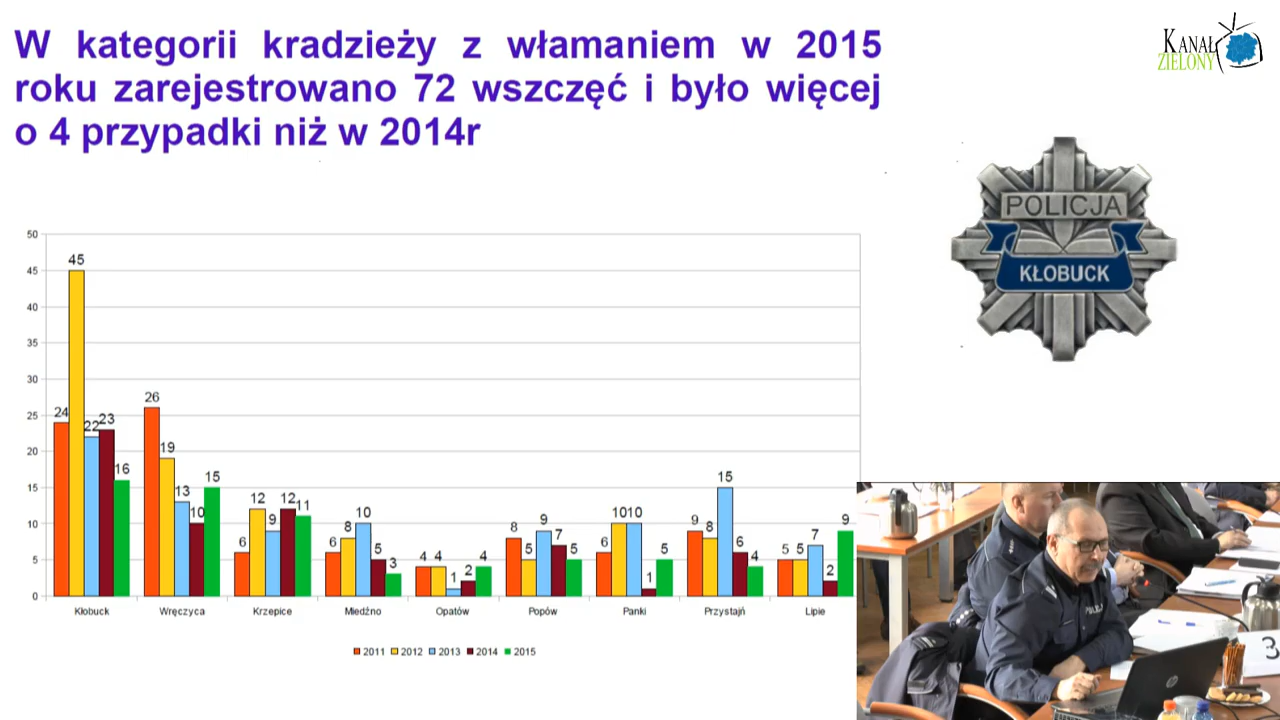 W kategorii kradzieży z włamaniem w 2015
roku zarejestrowano 72 wszczęć i było więcej
o 4 przypadki niż w 2014r
KANAŁ
ZIELONY
POLICJA
KŁOBUCK
50
45
40
35
30
25
20
15
10
5
0
24 45 22 23 16
26 19 13 10 15
6 12 9 12 11
6 8 10 5 3
4 4 1 2 4
8 5 9 7 5
6 10 10 1 5
9 8 15 6 4
5 5 7 2 9
Kłobuck Wręczyca Krzepice Miedźno Opatów Popów Panki Przystajń Lipie
2011 2012 2013 2014 2015
POLICJA
hp
3